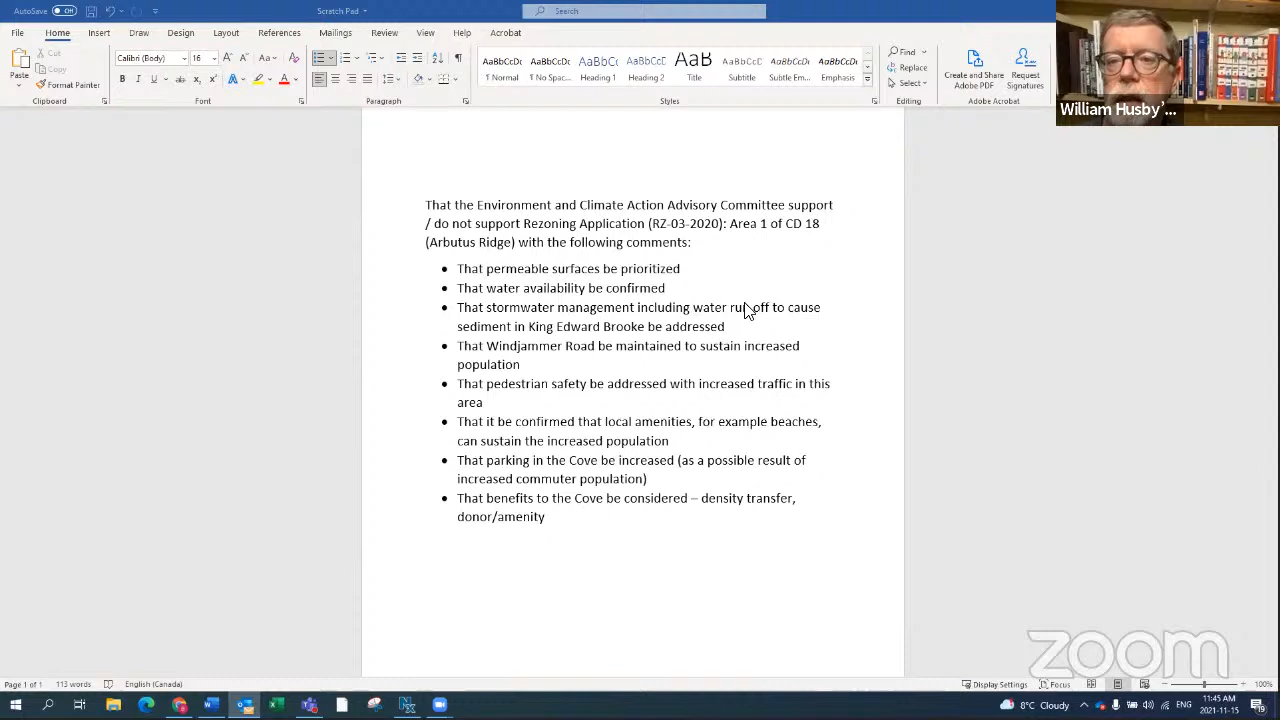 AutoSave Off
Scratch Pad
Search
File Home Insert Draw Design Layout References Mailings Review View Help Acrobat
Paste
Cut
Copy
Format Painter
Clipboard
Calibri (Body) 16
Font
Paragraph
AaBbCcDc AaBbCcDc AaBbCc AaBbCcD AaB AaBbCcD AaBbCcDc AaBbCcDc
¶ Normal ¶ No Spac... Heading 1 Heading 2 Title Subtitle Subtle Em... Emphasis
Styles
Find
Replace
Select
Editing
Create and Share Adobe PDF
Request Signatures
Adobe Acrobat
William Husby’...
That the Environment and Climate Action Advisory Committee support
/ do not support Rezoning Application (RZ-03-2020): Area 1 of CD 18
(Arbutus Ridge) with the following comments:
• That permeable surfaces be prioritized
• That water availability be confirmed
• That stormwater management including water run off to cause
sediment in King Edward Brooke be addressed
• That Windjammer Road be maintained to sustain increased
population
• That pedestrian safety be addressed with increased traffic in this
area
• That it be confirmed that local amenities, for example beaches,
can sustain the increased population
• That parking in the Cove be increased (as a possible result of
increased commuter population)
• That benefits to the Cove be considered – density transfer,
donor/amenity
zoom
Page 1 of 1 113 words English (Canada)
Display Settings Focus 100%
8°C Cloudy ENG
11:45 AM
2021-11-15
19